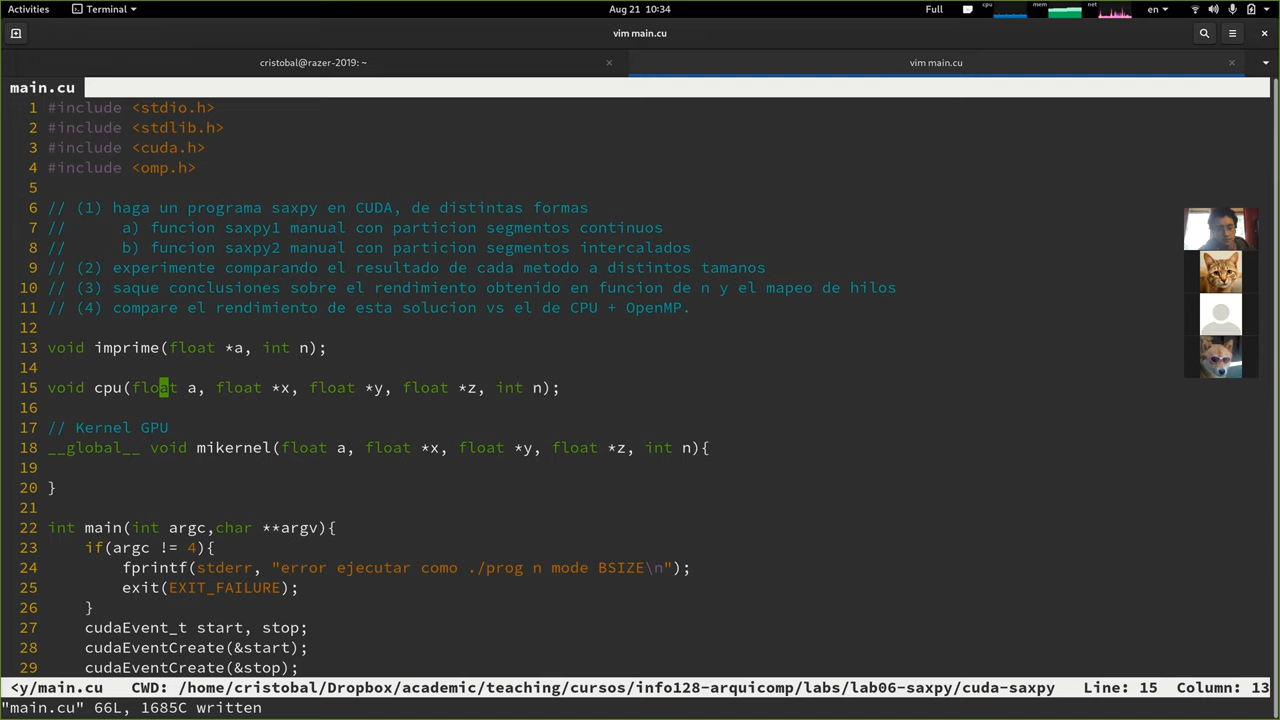 Activities Terminal Aug 21 10:34 Full cpu mem net en
vim main.cu
cristobal@razer-2019: ~ × vim main.cu ×
main.cu
1 #include <stdio.h>
2 #include <stdlib.h>
3 #include <cuda.h>
4 #include <omp.h>
5
6 // (1) haga un programa saxpy en CUDA, de distintas formas
7 //      a) funcion saxpy1 manual con particion segmentos continuos
8 //      b) funcion saxpy2 manual con particion segmentos intercalados
9 // (2) experimente comparando el resultado de cada metodo a distintos tamanos
10 // (3) saque conclusiones sobre el rendimiento obtenido en funcion de n y el mapeo de hilos
11 // (4) compare el rendimiento de esta solucion vs el de CPU + OpenMP.
12
13 void imprime(float *a, int n);
14
15 void cpu(float a, float *x, float *y, float *z, int n);
16
17 // Kernel GPU
18 __global__ void mikernel(float a, float *x, float *y, float *z, int n){
19
20 }
21
22 int main(int argc,char **argv){
23     if(argc != 4){
24         fprintf(stderr, "error ejecutar como ./prog n mode BSIZE\n");
25         exit(EXIT_FAILURE);
26     }
27     cudaEvent_t start, stop;
28     cudaEventCreate(&start);
29     cudaEventCreate(&stop);
<y/main.cu   CWD: /home/cristobal/Dropbox/academic/teaching/cursos/info128-arquicomp/labs/lab06-saxpy/cuda-saxpy   Line: 15  Column: 13
"main.cu" 66L, 1685C written